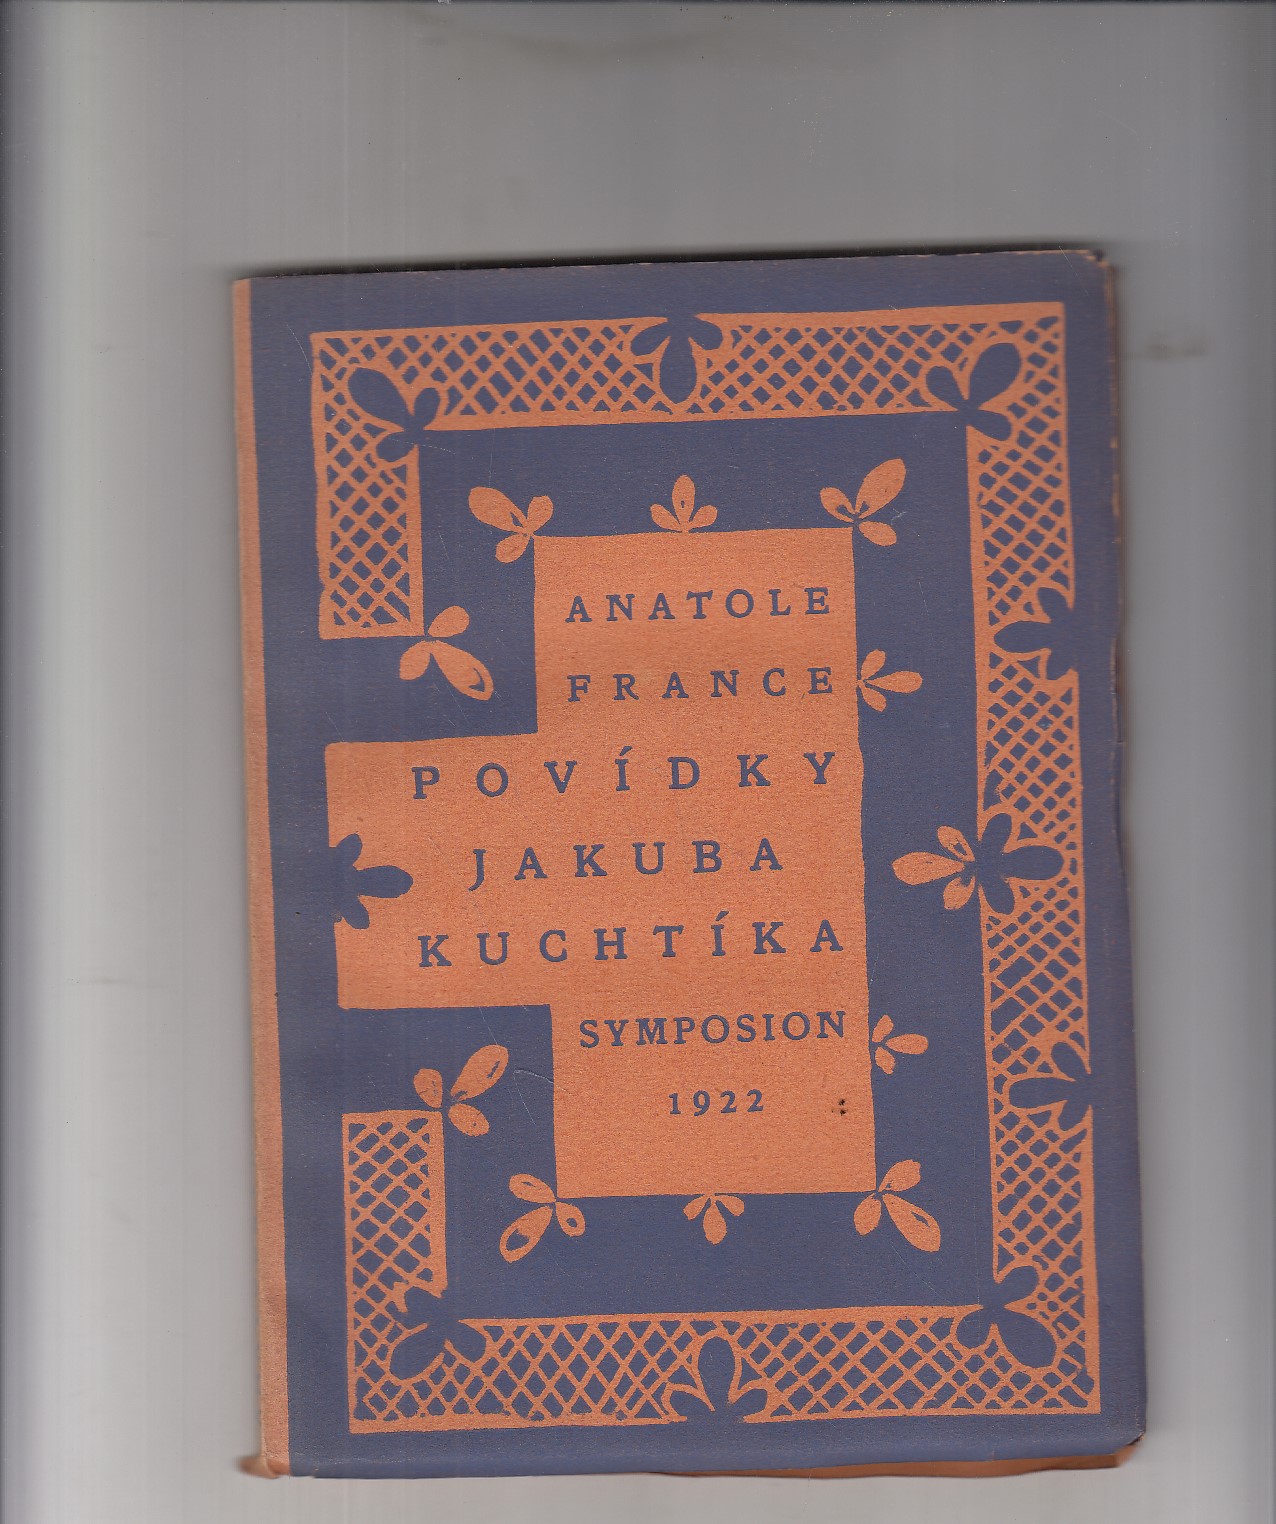 ANATOLE
FRANCE
POVÍDKY
JAKUBA
KUCHTÍKA
SYMPOSION
1922